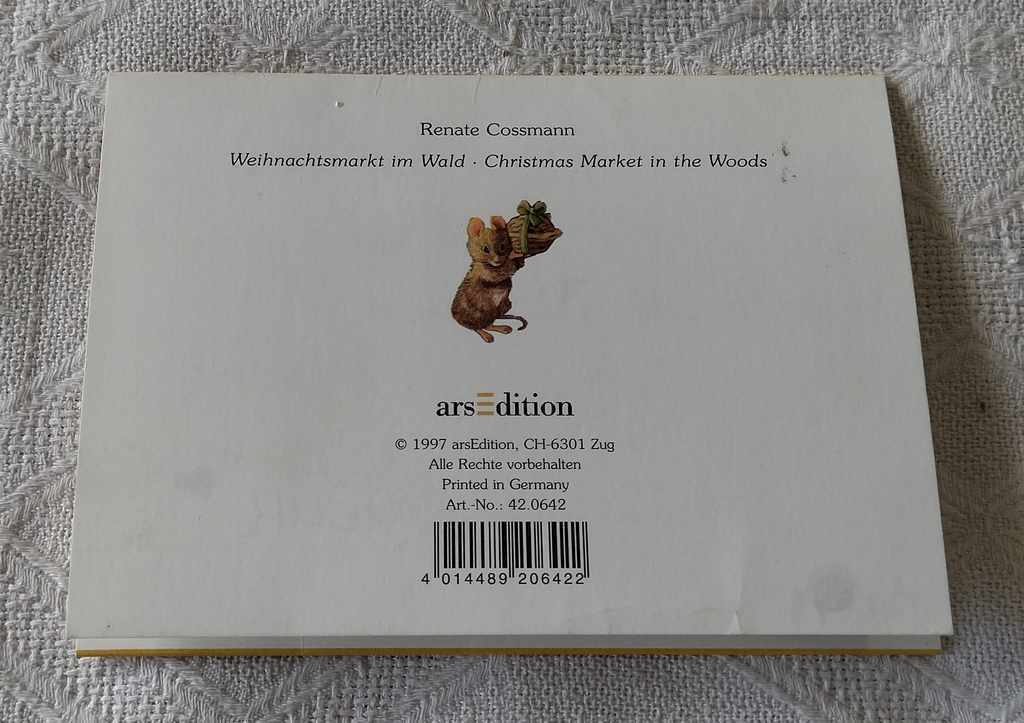 Renate Cossmann
Weihnachtsmarkt im Wald · Christmas Market in the Woods
arsEdition
© 1997 arsEdition, CH-6301 Zug
Alle Rechte vorbehalten
Printed in Germany
Art.-No.: 42.0642
4 014489 206422